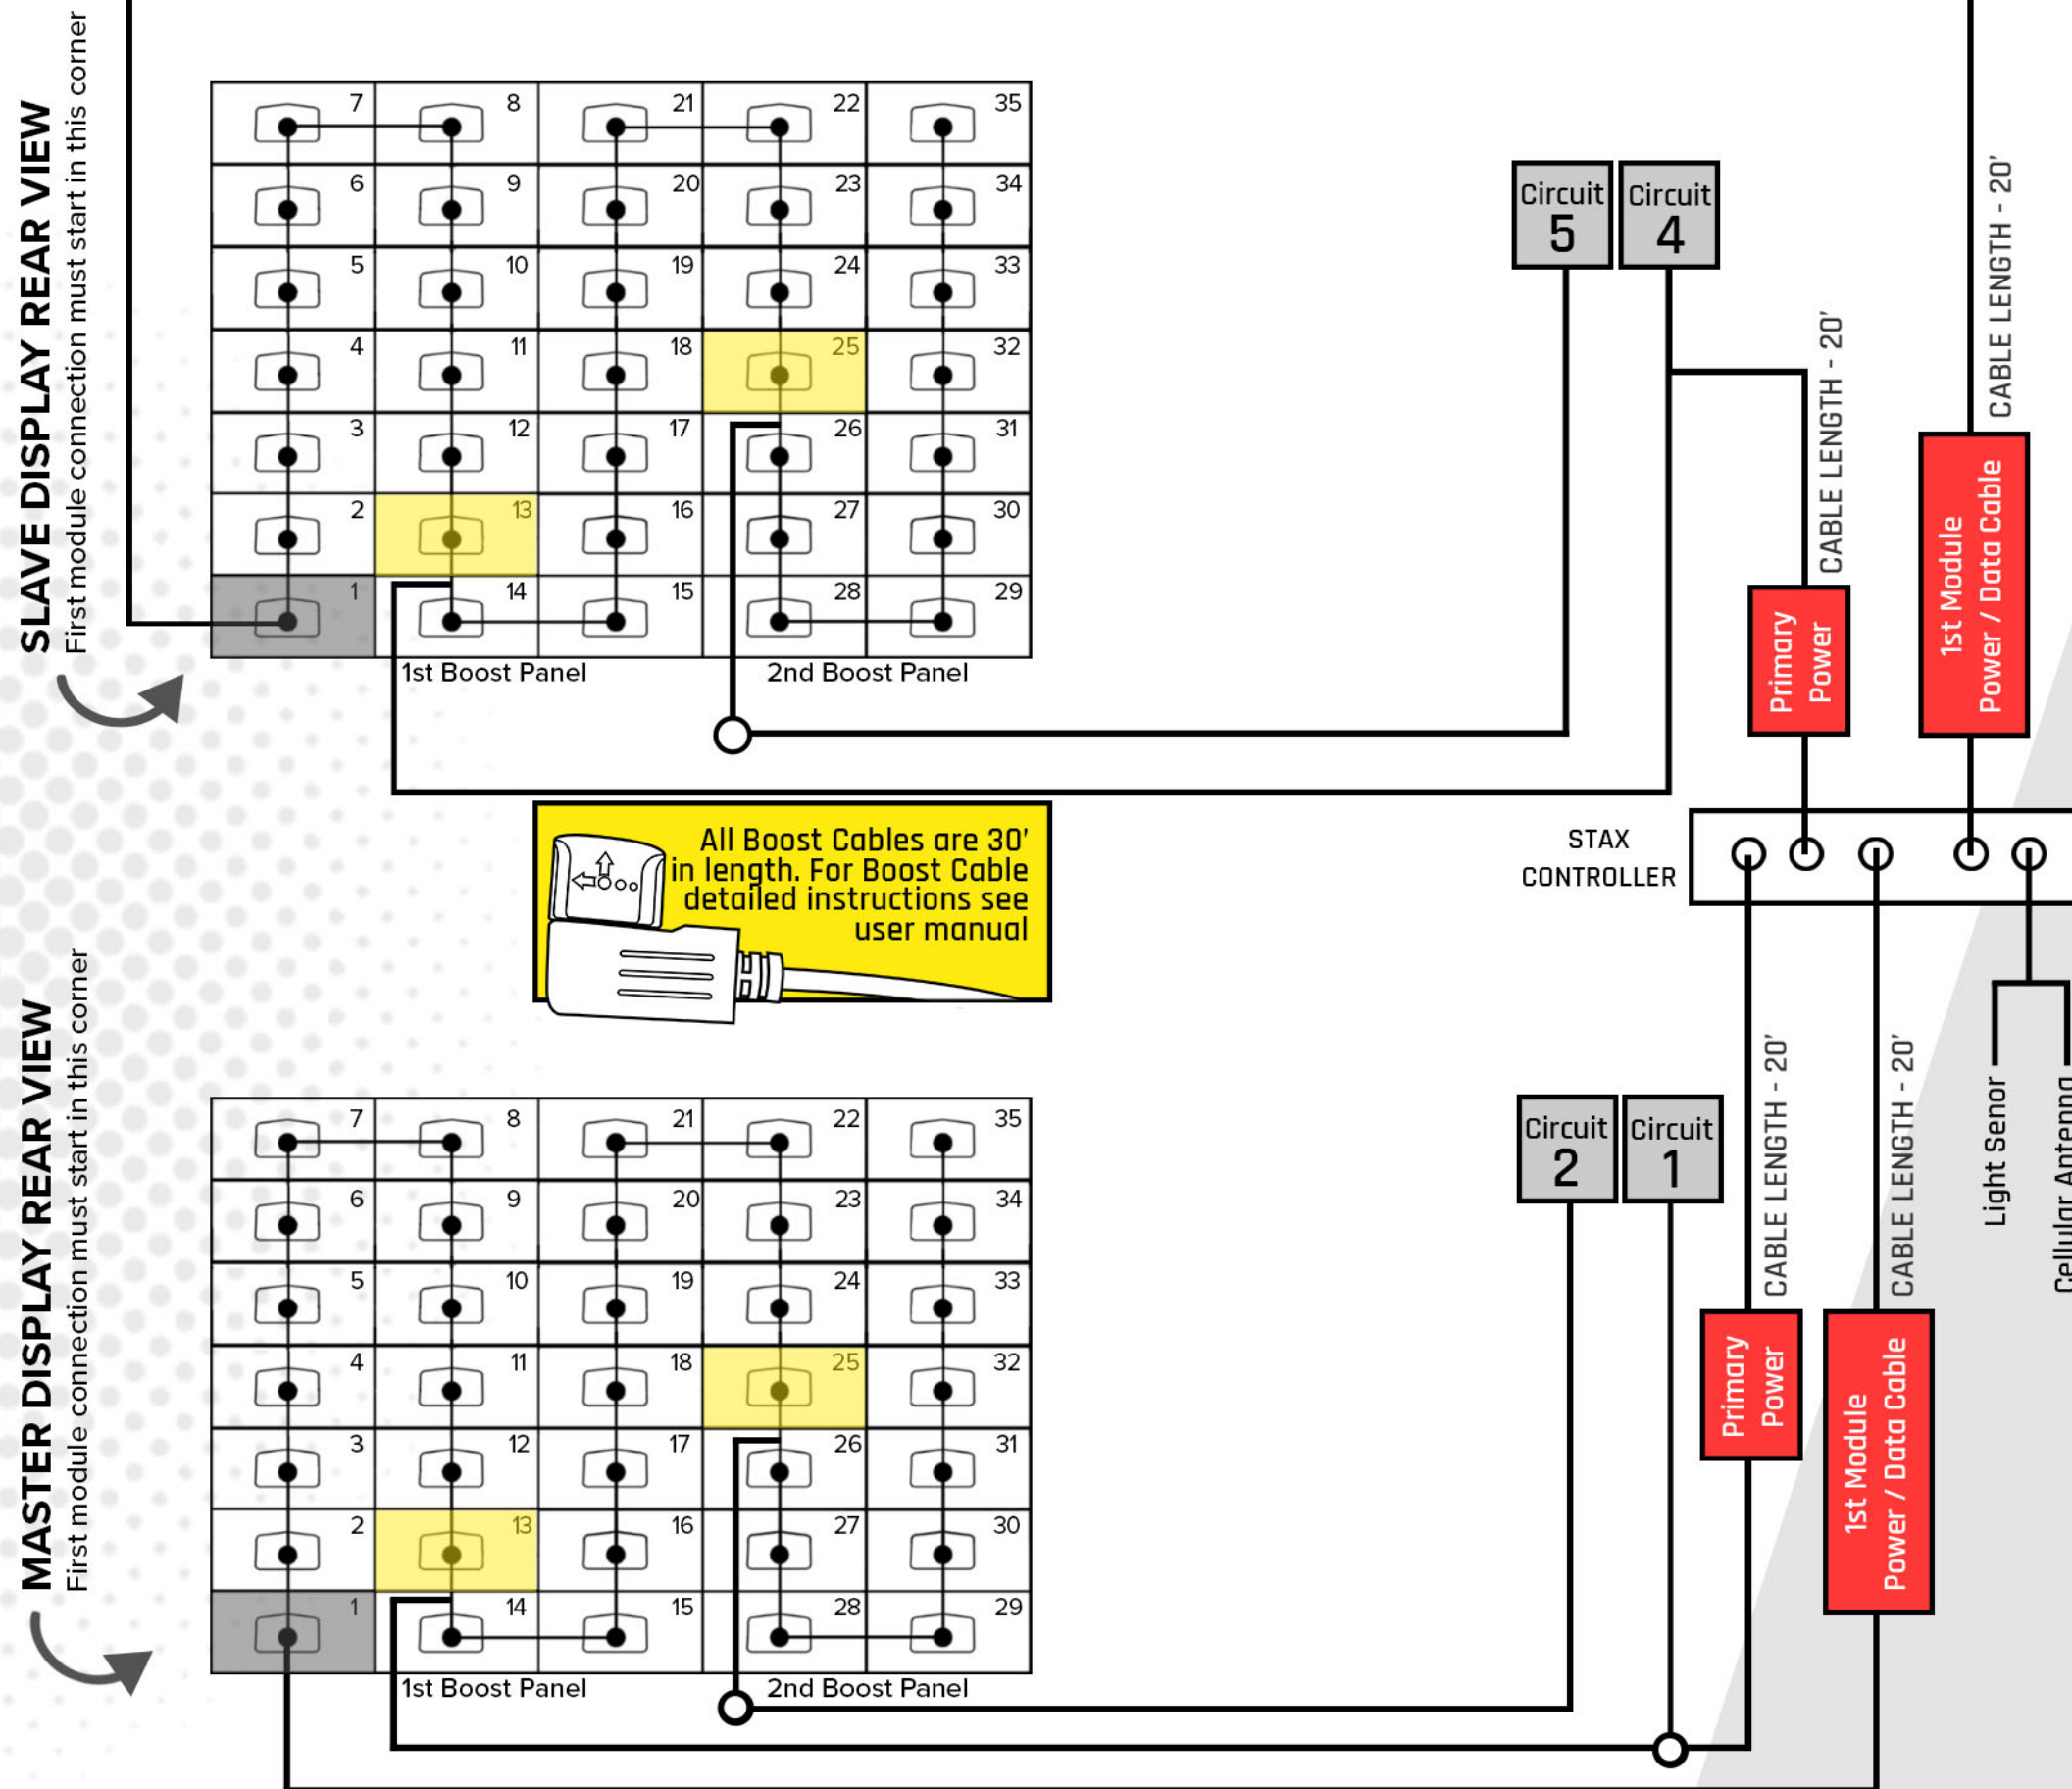 SLAVE DISPLAY REAR VIEW
First module connection must start in this corner
7 8 21 22 35
6 9 20 23 34
5 10 19 24 33
4 11 18 25 32
3 12 17 26 31
2 13 16 27 30
1 14 15 28 29
1st Boost Panel
2nd Boost Panel
Circuit
5
Circuit
4
CABLE LENGTH - 20'
CABLE LENGTH - 20'
Primary
Power
1st Module
Power / Data Cable
STAX
CONTROLLER
All Boost Cables are 30'
in length. For Boost Cable
detailed instructions see
user manual
MASTER DISPLAY REAR VIEW
First module connection must start in this corner
7 8 21 22 35
6 9 20 23 34
5 10 19 24 33
4 11 18 25 32
3 12 17 26 31
2 13 16 27 30
1 14 15 28 29
1st Boost Panel
2nd Boost Panel
Circuit
2
Circuit
1
CABLE LENGTH - 20'
CABLE LENGTH - 20'
Primary
Power
1st Module
Power / Data Cable
Light Senor
Cellular Antenna